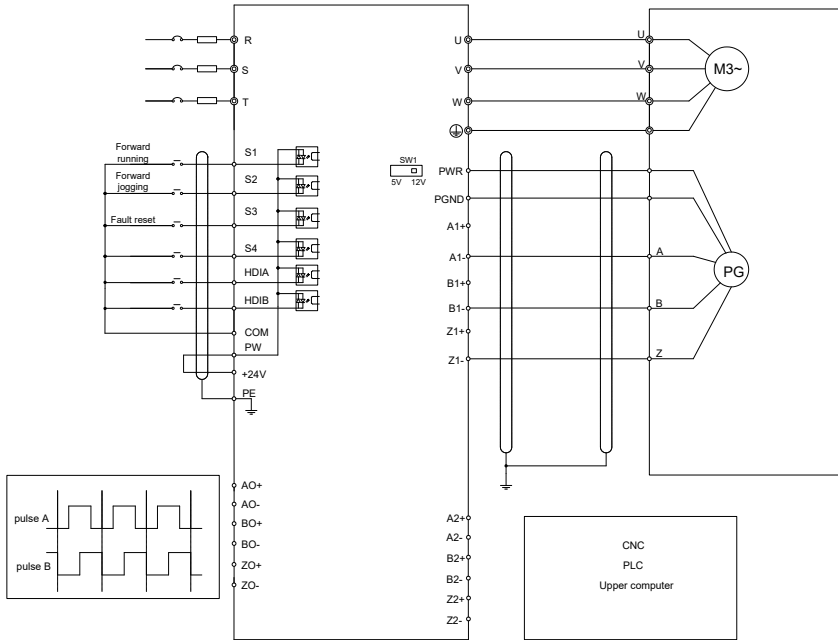 R
S
T
Forward running
Forward jogging
Fault reset
S1
S2
S3
S4
HDIA
HDIB
COM
PW
+24V
PE
SW1
5V 12V
U
V
W
PWR
PGND
A1+
A1-
B1+
B1-
Z1+
Z1-
U
V
W
M3~
A
B
Z
PG
pulse A
pulse B
AO+
AO-
BO+
BO-
ZO+
ZO-
A2+
A2-
B2+
B2-
Z2+
Z2-
CNC
PLC
Upper computer